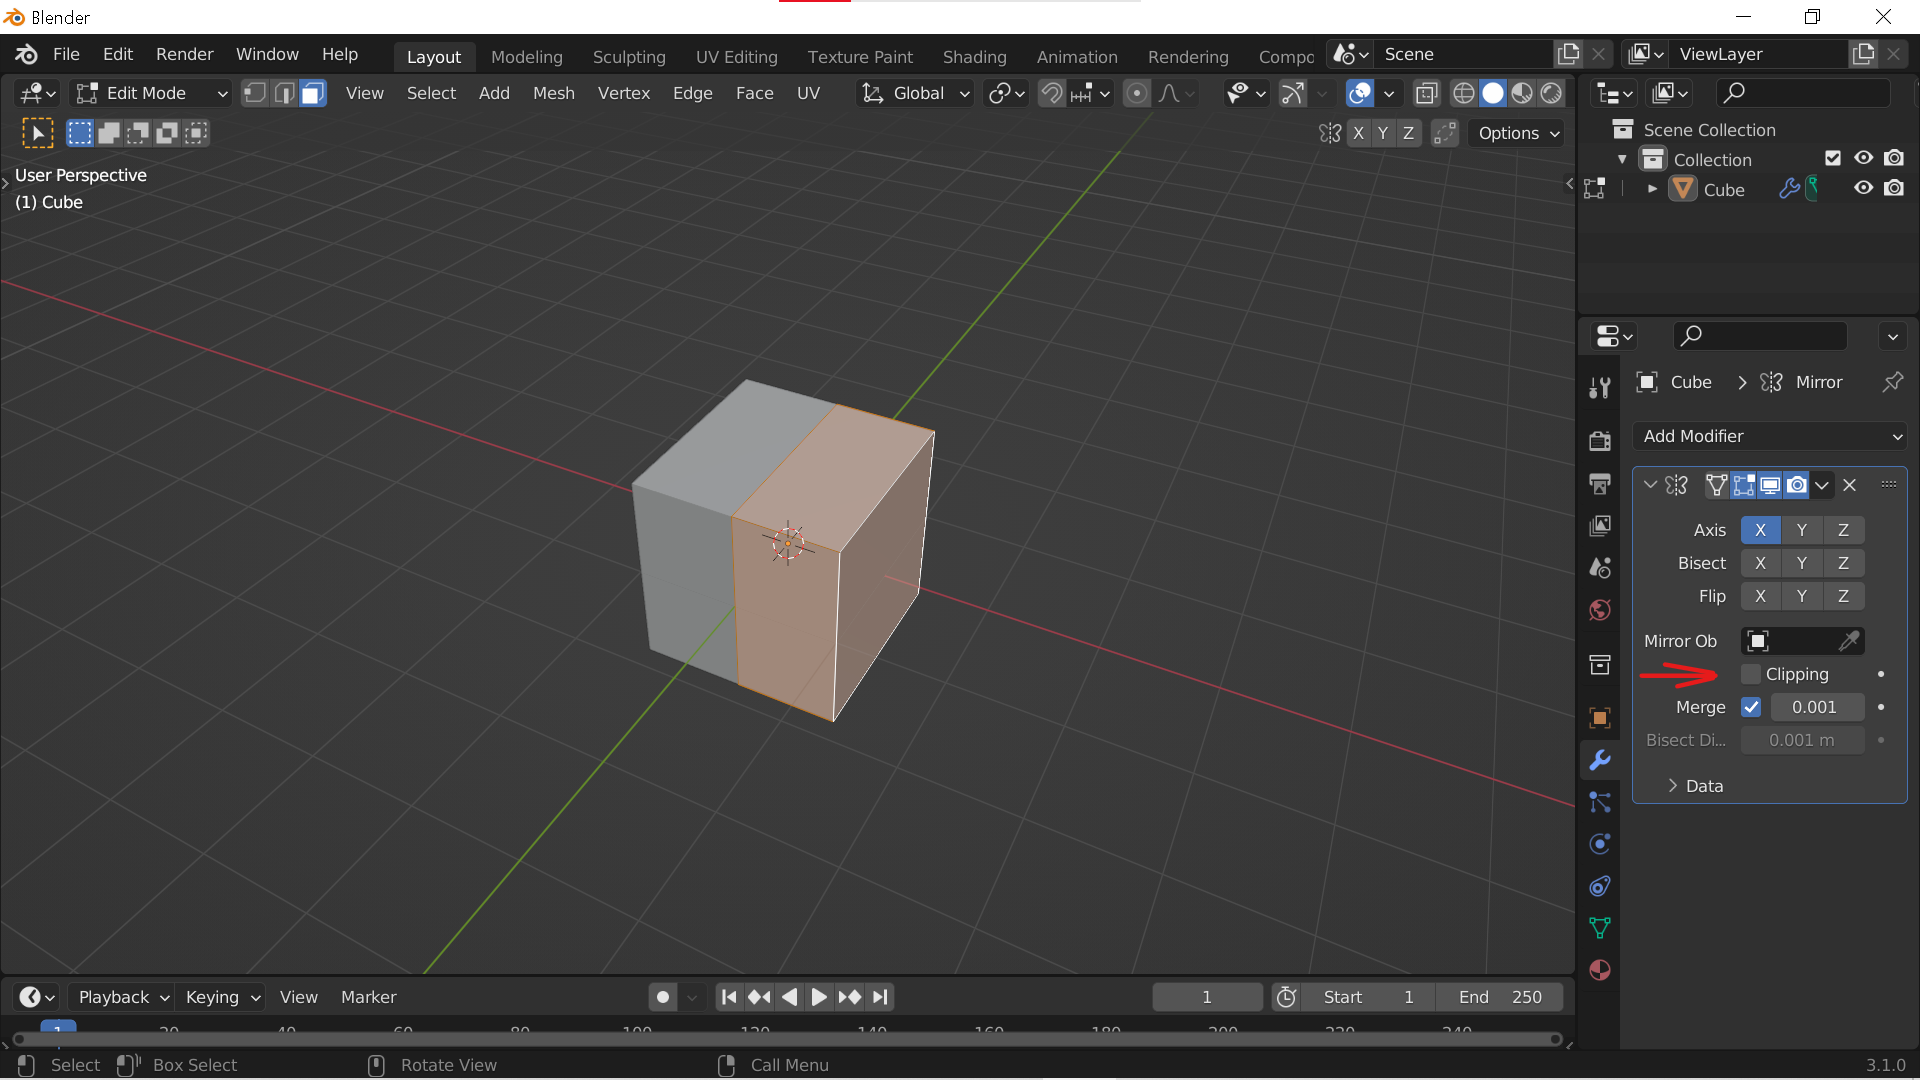 Blender
File Edit Render Window Help Layout Modeling Sculpting UV Editing Texture Paint Shading Animation Rendering Compo Scene ViewLayer
Edit Mode View Select Add Mesh Vertex Edge Face UV Global
X Y Z Options
User Perspective
(1) Cube
Scene Collection
Collection
Cube
Cube > Mirror
Add Modifier
Axis X Y Z
Bisect X Y Z
Flip X Y Z
Mirror Ob
Clipping
Merge 0.001
Bisect Di... 0.001 m
Data
Playback Keying View Marker 1 Start 1 End 250
1 20 40 60 80 100 120 140 160 180 200 220 240
Select Box Select Rotate View Call Menu 3.1.0